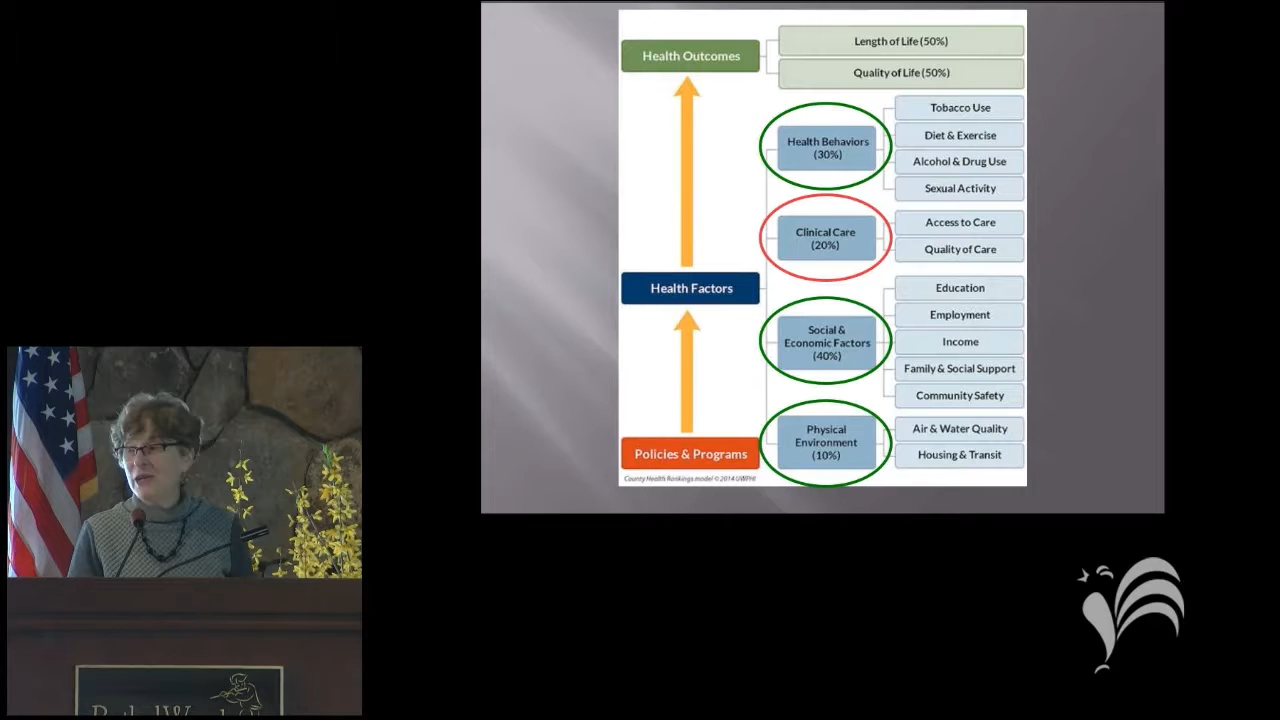 Health Outcomes
Length of Life (50%)
Quality of Life (50%)
Health Behaviors
(30%)
Tobacco Use
Diet & Exercise
Alcohol & Drug Use
Sexual Activity
Clinical Care
(20%)
Access to Care
Quality of Care
Health Factors
Social &
Economic Factors
(40%)
Education
Employment
Income
Family & Social Support
Community Safety
Policies & Programs
Physical
Environment
(10%)
Air & Water Quality
Housing & Transit
County Health Rankings model © 2014 UWPHI